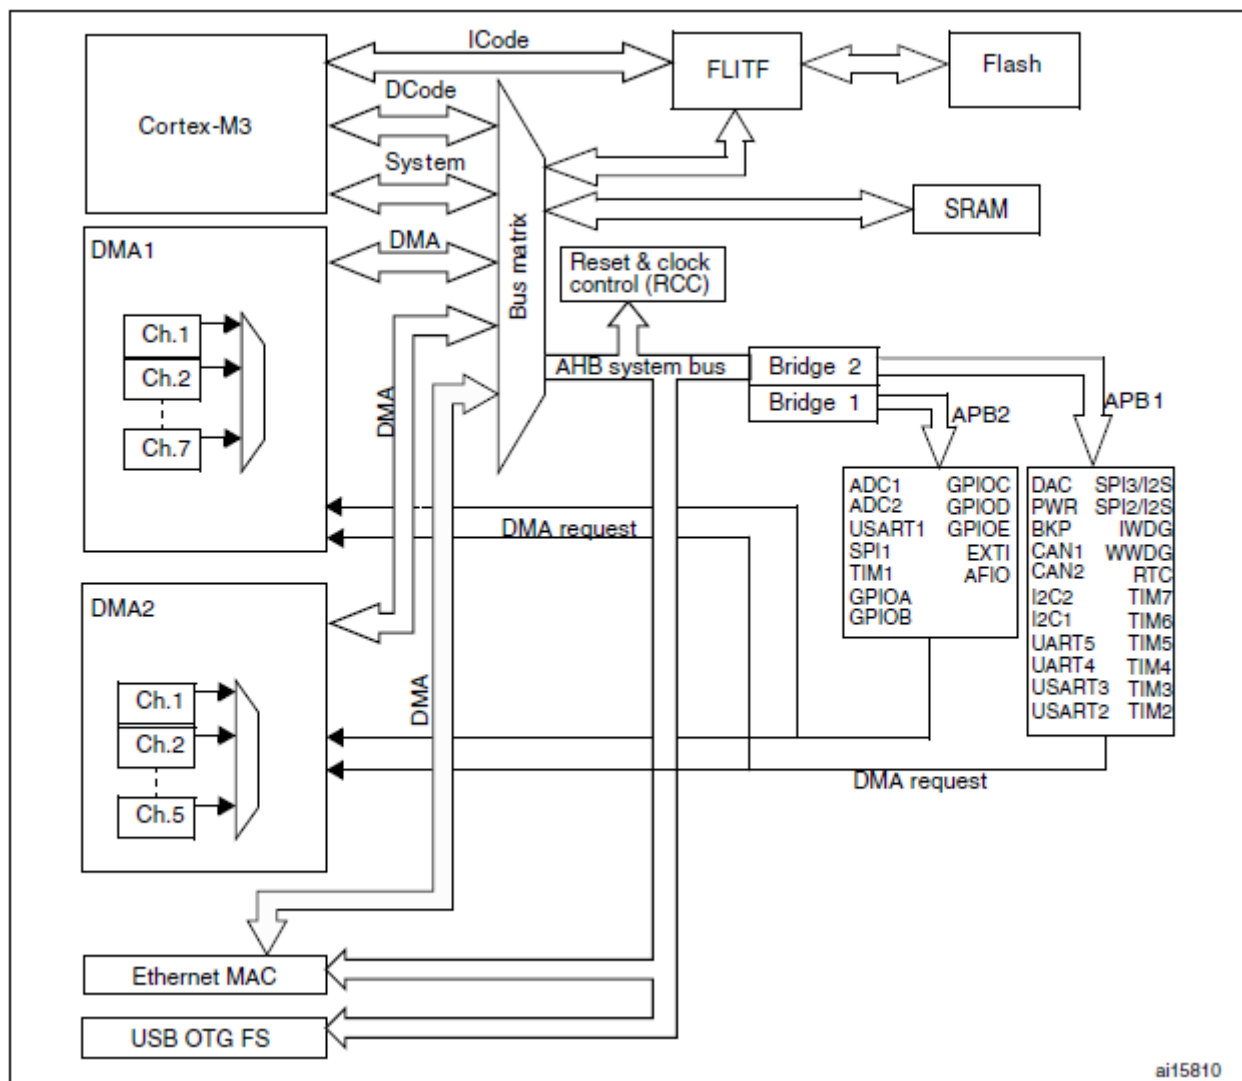 ICode
FLITF
Flash
Cortex-M3
DCode
System
SRAM
DMA1
DMA
Bus matrix
Reset & clock
control (RCC)
Ch.1
Ch.2
Ch.7
AHB system bus
Bridge 2
Bridge 1
APB2
APB1
DMA
ADC1 GPIOC
ADC2 GPIOD
USART1 GPIOE
SPI1 EXTI
TIM1 AFIO
GPIOA
GPIOB
DAC SPI3/I2S
PWR SPI2/I2S
BKP IWDG
CAN1 WWDG
CAN2 RTC
I2C2 TIM7
I2C1 TIM6
UART5 TIM5
UART4 TIM4
USART3 TIM3
USART2 TIM2
DMA request
DMA2
DMA
Ch.1
Ch.2
Ch.5
DMA request
Ethernet MAC
USB OTG FS
ai15810